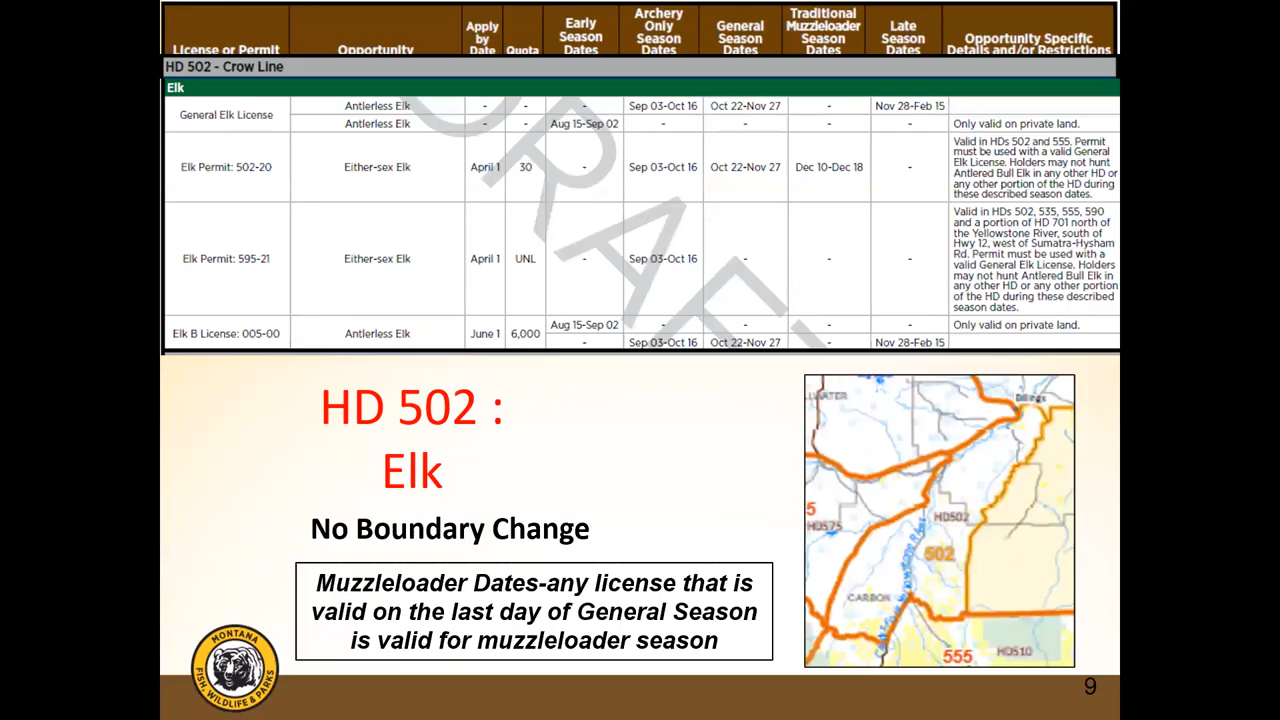 License or Permit Opportunity Apply by Date Quota Early Season Dates Archery Only Season Dates General Season Dates Traditional Muzzleloader Season Dates Late Season Dates Opportunity Specific Details and/or Restrictions
HD 502 - Crow Line
Elk
General Elk License Antlerless Elk - - - Sep 03-Oct 16 Oct 22-Nov 27 - Nov 28-Feb 15
Antlerless Elk - - Aug 15-Sep 02 - - - - Only valid on private land.
Elk Permit: 502-20 Either-sex Elk April 1 30 - Sep 03-Oct 16 Oct 22-Nov 27 Dec 10-Dec 18 -
Valid in HDs 502 and 555. Permit
must be used with a valid General
Elk License. Holders may not hunt
Antlered Bull Elk in any other HD or
any other portion of the HD during
these described season dates.
Elk Permit: 595-21 Either-sex Elk April 1 UNL - Sep 03-Oct 16 - - -
Valid in HDs 502, 535, 555, 590
and a portion of HD 701 north of
the Yellowstone River, south of
Hwy 12, west of Sumatra-Hysham
Rd. Permit must be used with a
valid General Elk License. Holders
may not hunt Antlered Bull Elk in
any other HD or any other portion
of the HD during these described
season dates.
Elk B License: 005-00 Antlerless Elk June 1 6,000 Aug 15-Sep 02 - - - - Only valid on private land.
- Sep 03-Oct 16 Oct 22-Nov 27 - Nov 28-Feb 15
DRAFT
HD 502 :
Elk
No Boundary Change
Muzzleloader Dates-any license that is
valid on the last day of General Season
is valid for muzzleloader season
MONTANA
FISH, WILDLIFE & PARKS
WATER
Billings
5
HD575
HD502
502
CARBON
555
HD510
9